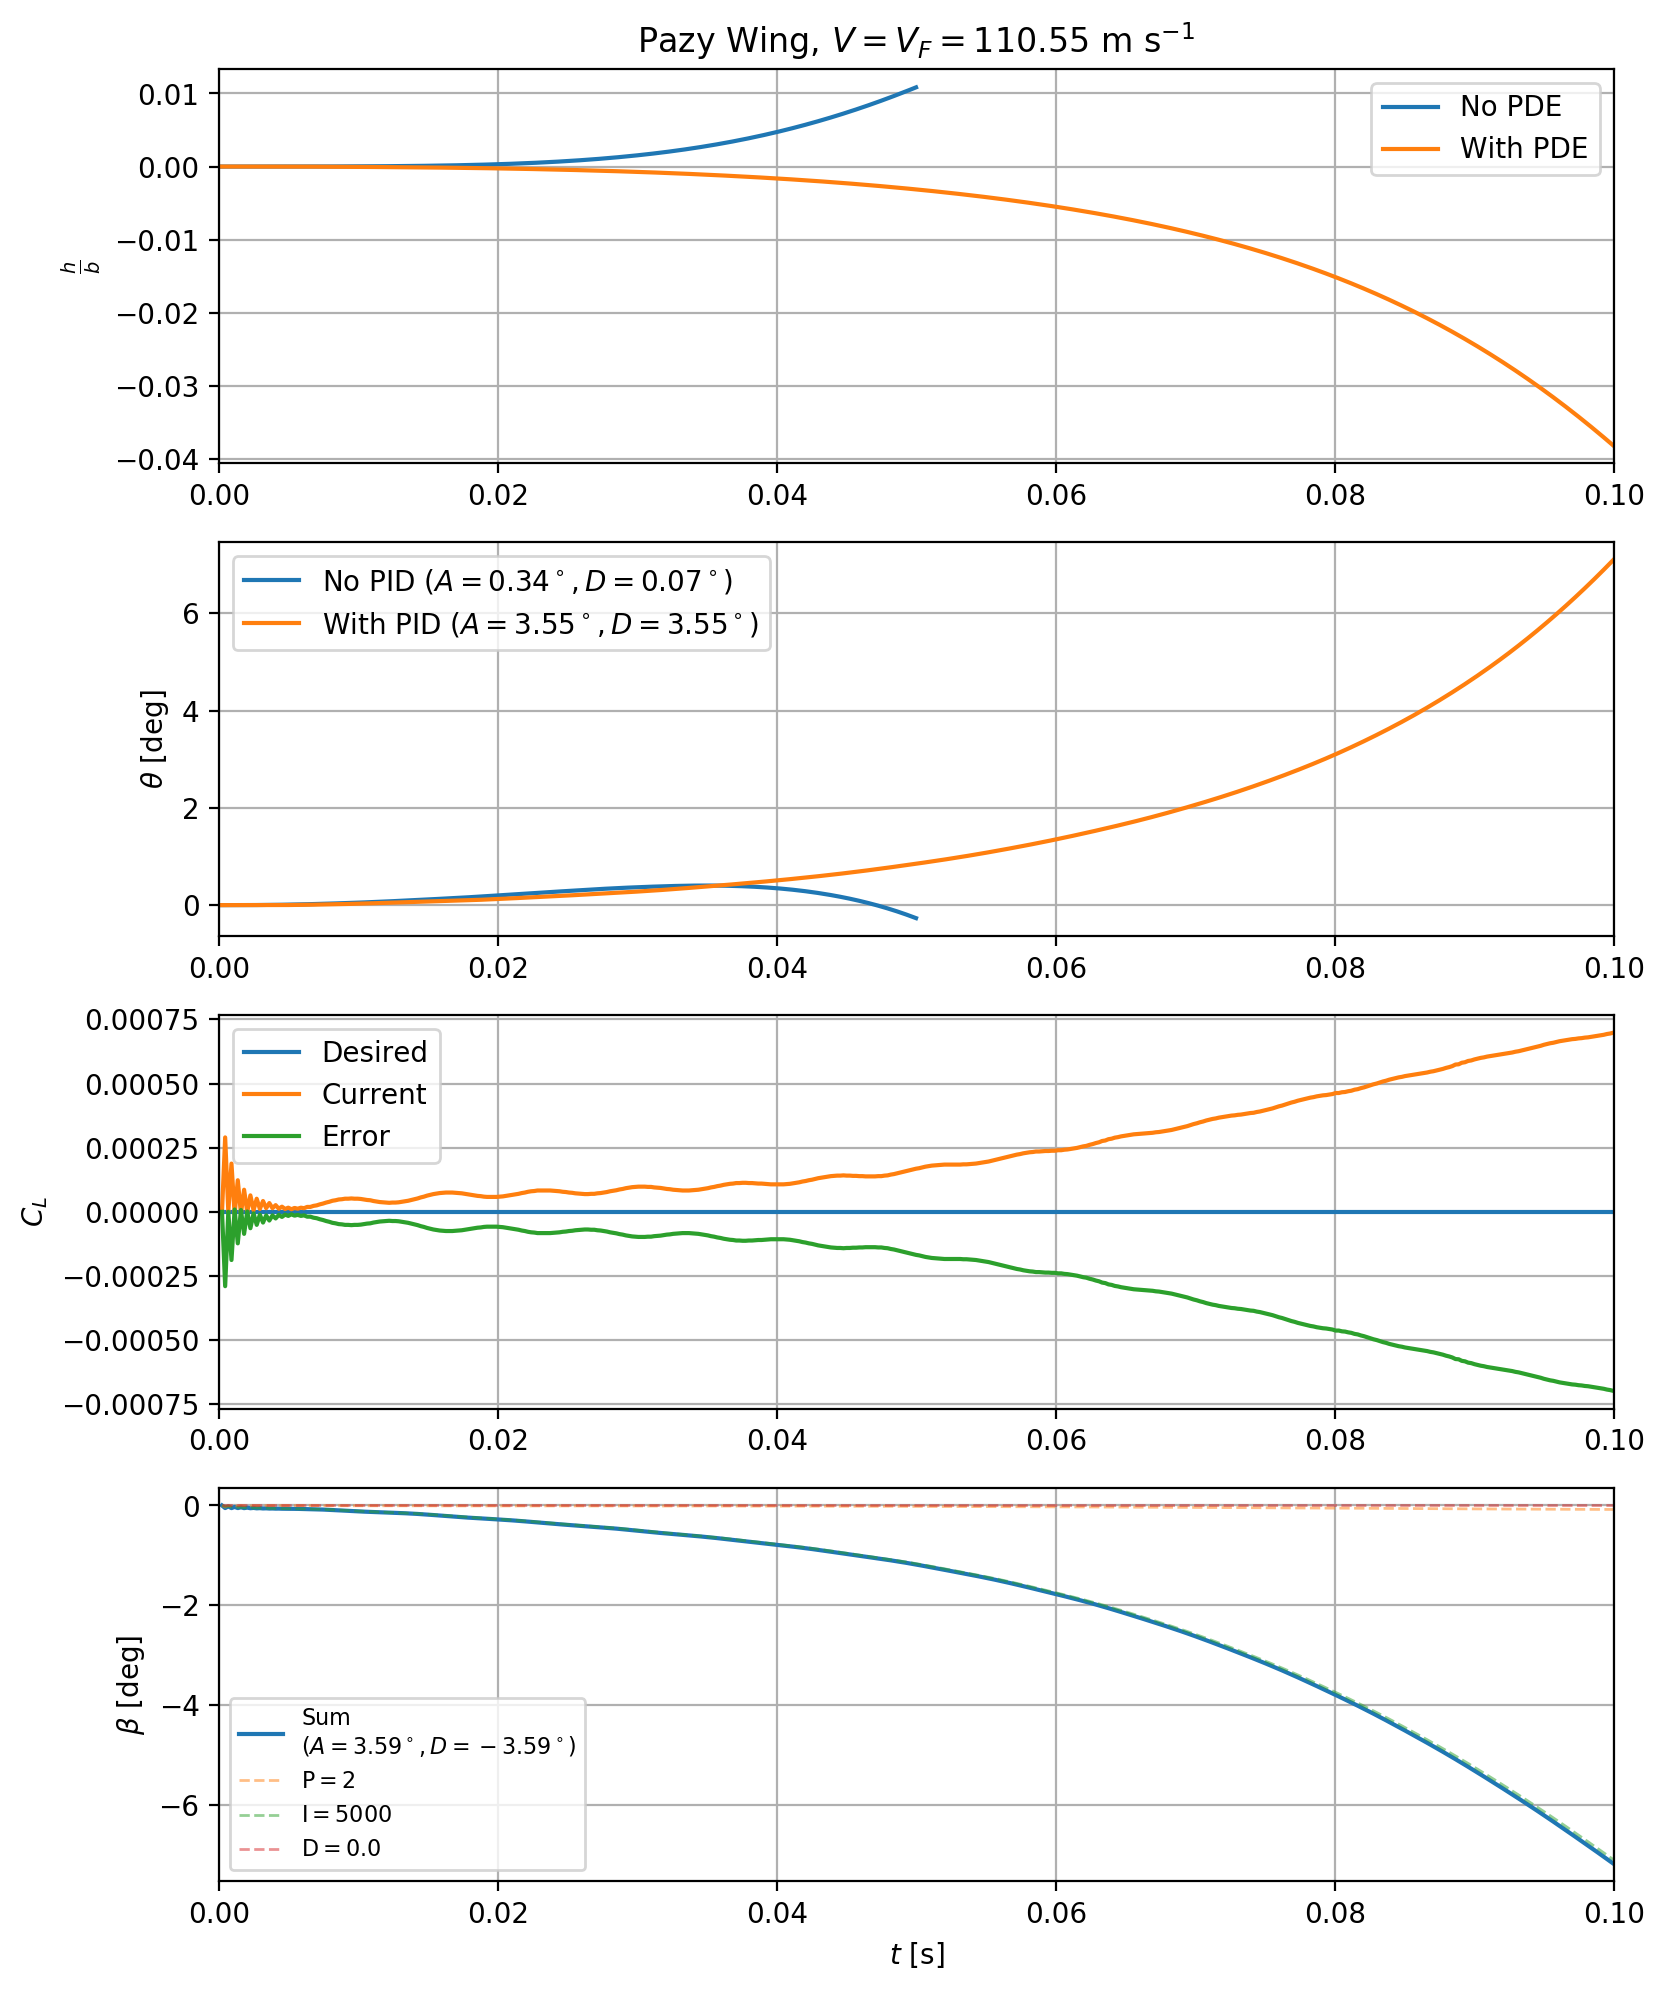 Pazy Wing, V = V_F = 110.55 m s⁻¹
0.01
0.00
−0.01
−0.02
−0.03
−0.04
h/b
No PDE
With PDE
0.00 0.02 0.04 0.06 0.08 0.10
6
4
2
0
θ [deg]
No PID (A = 0.34°, D = 0.07°)
With PID (A = 3.55°, D = 3.55°)
0.00 0.02 0.04 0.06 0.08 0.10
0.00075
0.00050
0.00025
0.00000
−0.00025
−0.00050
−0.00075
C_L
Desired
Current
Error
0.00 0.02 0.04 0.06 0.08 0.10
0
−2
−4
−6
β [deg]
Sum
(A = 3.59°, D = −3.59°)
P = 2
I = 5000
D = 0.0
0.00 0.02 0.04 0.06 0.08 0.10
t [s]